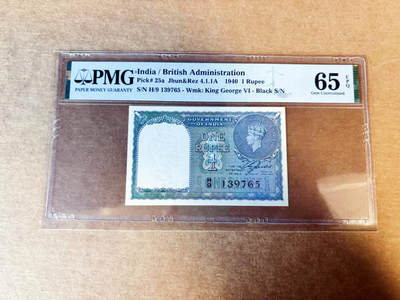 PMG
PAPER MONEY GUARANTY
India / British Administration
Pick# 25a Jhun&Rez 4.1.1A 1940 1 Rupee
S/N H/9 139765 - Wmk: King George VI - Black S/N
65 EPQ
Gem Uncirculated
GOVERNMENT
OF INDIA
ONE
RUPEE
1
H/9 139765